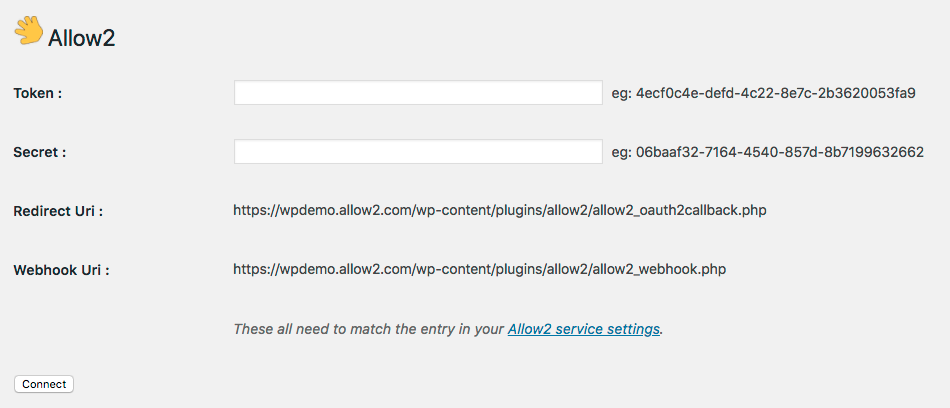 Allow2
Token : eg: 4ecf0c4e-defd-4c22-8e7c-2b3620053fa9
Secret : eg: 06baaf32-7164-4540-857d-8b7199632662
Redirect Uri : https://wpdemo.allow2.com/wp-content/plugins/allow2/allow2_oauth2callback.php
Webhook Uri : https://wpdemo.allow2.com/wp-content/plugins/allow2/allow2_webhook.php
These all need to match the entry in your Allow2 service settings.
Connect